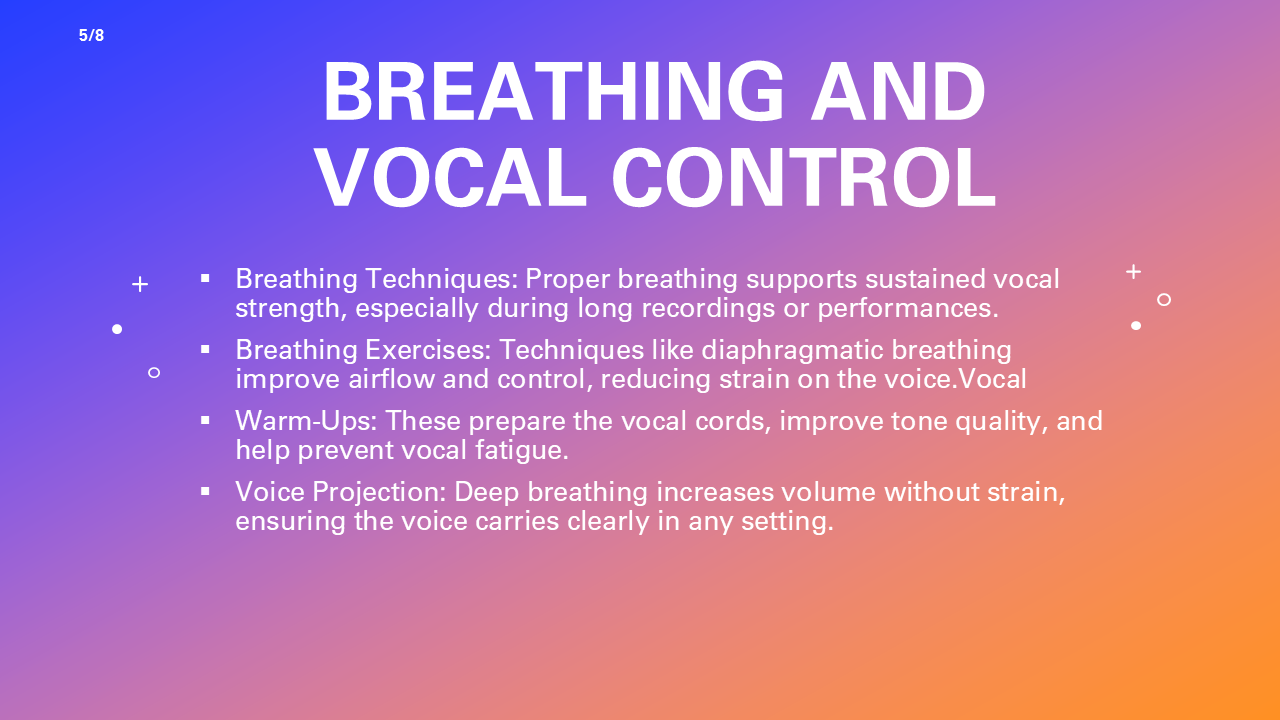 5/8
BREATHING AND
VOCAL CONTROL
▪ Breathing Techniques: Proper breathing supports sustained vocal
strength, especially during long recordings or performances.
▪ Breathing Exercises: Techniques like diaphragmatic breathing
improve airflow and control, reducing strain on the voice.Vocal
▪ Warm-Ups: These prepare the vocal cords, improve tone quality, and
help prevent vocal fatigue.
▪ Voice Projection: Deep breathing increases volume without strain,
ensuring the voice carries clearly in any setting.